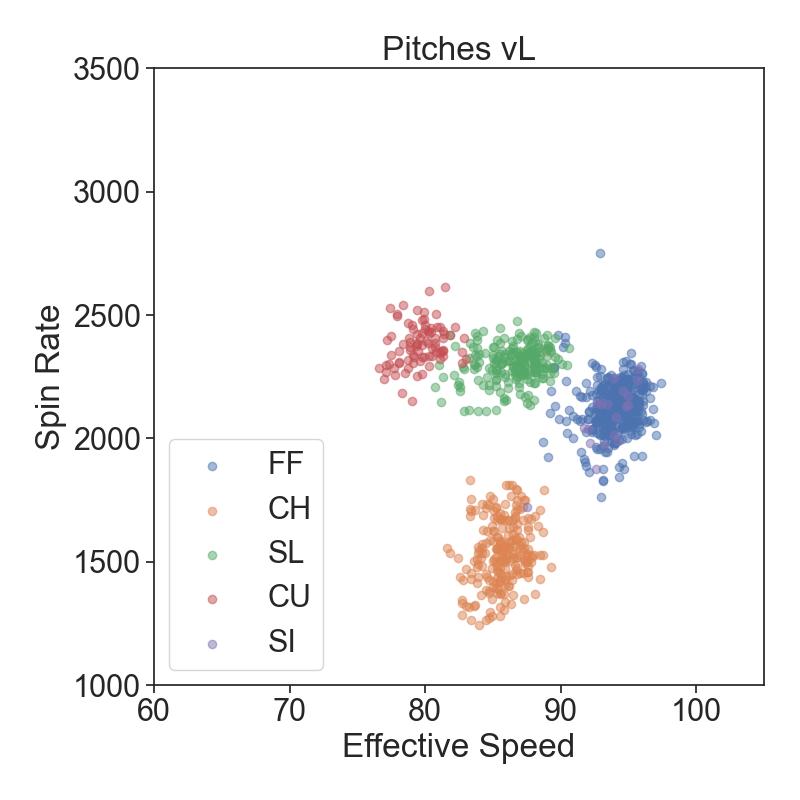 Pitches vL
3500
3000
2500
2000
1500
1000
Spin Rate
FF
CH
SL
CU
SI
60 70 80 90 100
Effective Speed